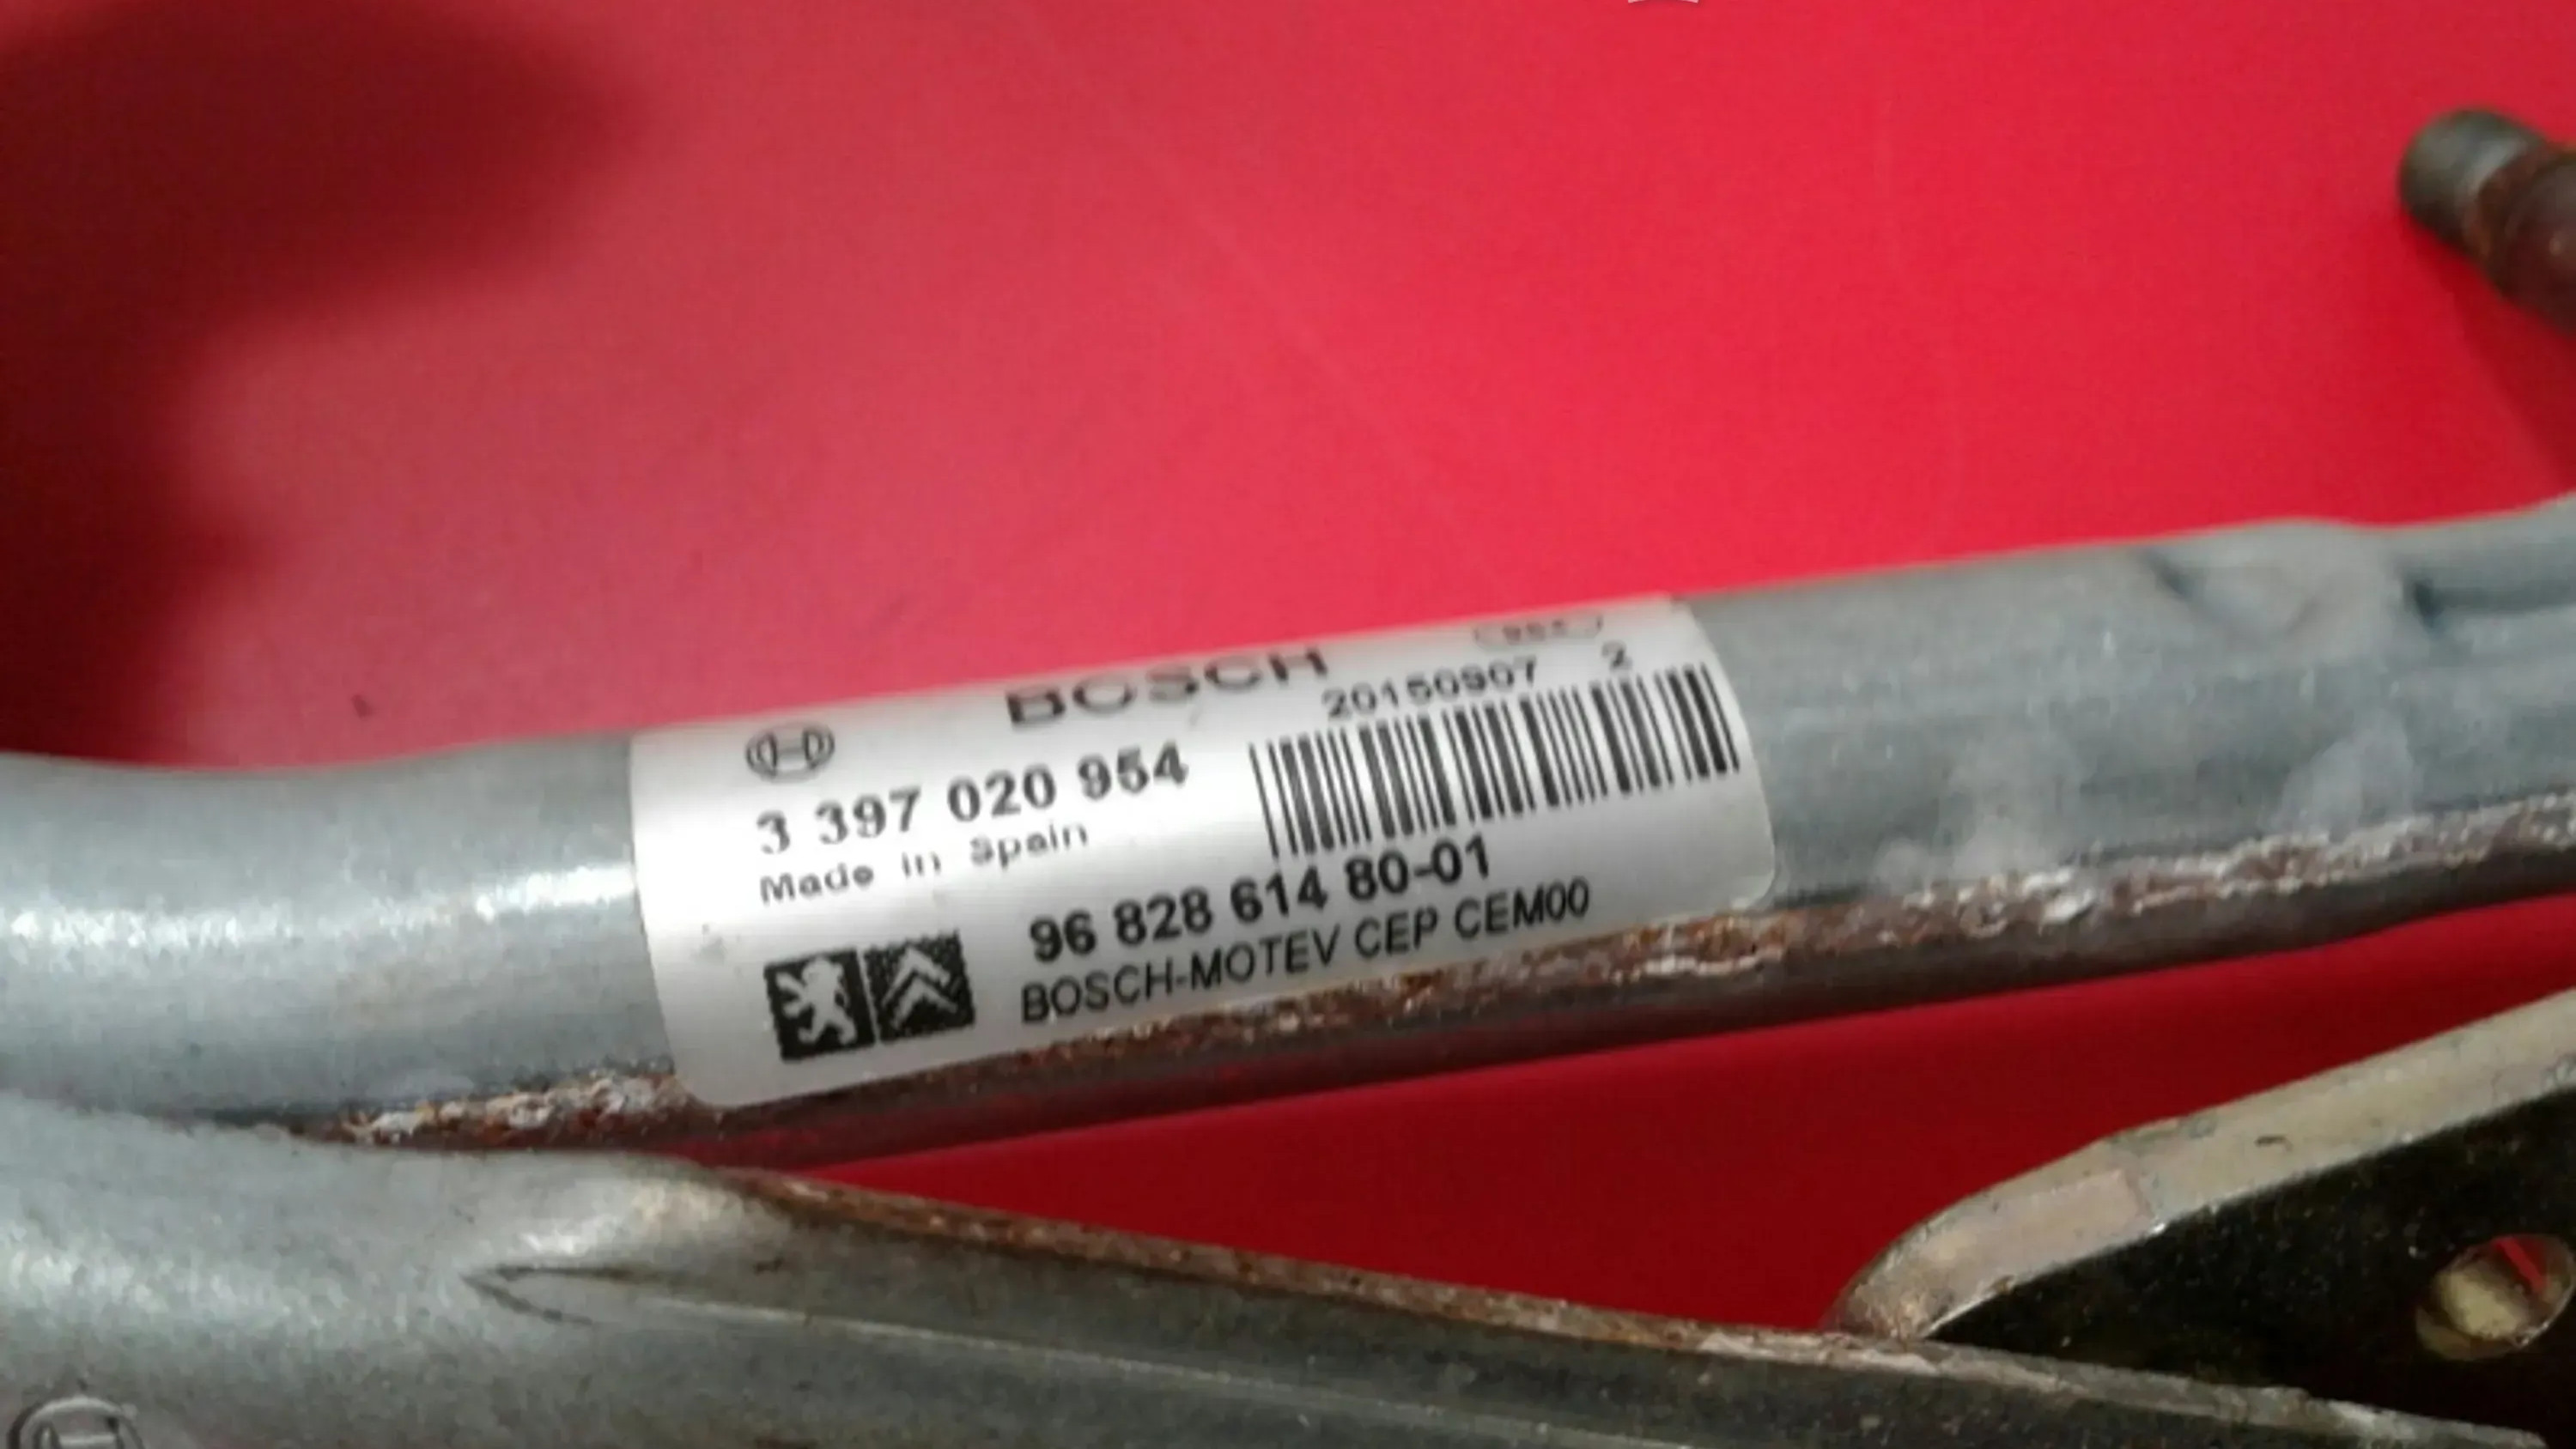 BOSCH
20150907 2
3 397 020 954
Made in Spain
96 828 614 80-01
BOSCH-MOTEV CEP CEM00